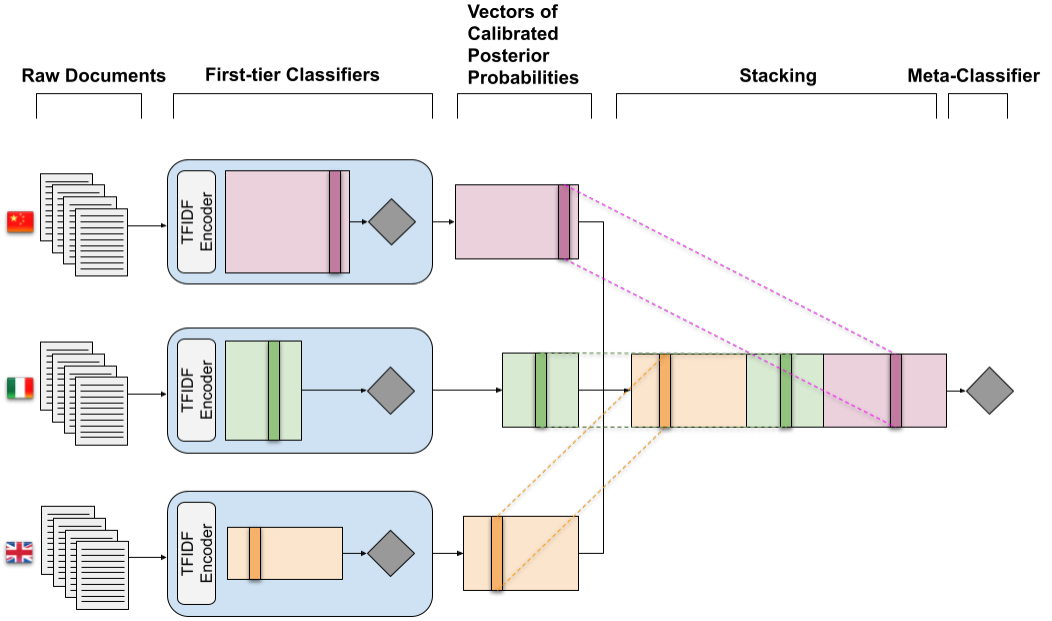 Vectors of
Calibrated
Posterior
Probabilities
Raw Documents
First-tier Classifiers
Stacking
Meta-Classifier
TFIDF
Encoder
TFIDF
Encoder
TFIDF
Encoder